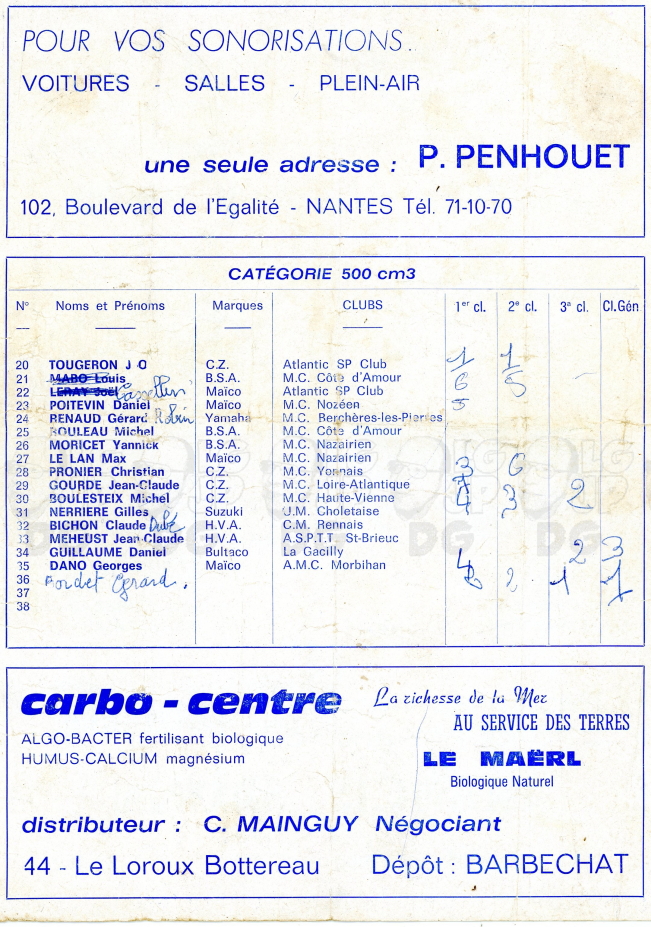 POUR VOS SONORISATIONS..
VOITURES - SALLES - PLEIN-AIR
une seule adresse : P. PENHOUET
102, Boulevard de l'Egalité - NANTES Tél. 71-10-70
CATÉGORIE 500 cm3
N° Noms et Prénoms Marques CLUBS 1er cl. 2e cl. 3e cl. Cl.Gén
20 TOUGERON J O C.Z. Atlantic SP Club 1 1
21 MABO Louis B.S.A. M.C. Côte d'Amour 6 5
22 LERAY Joël Maïco Atlantic SP Club
23 POITEVIN Daniel Maïco M.C. Nozéen 5
24 RENAUD Gérard Robin Yamaha M.C. Berchères-les-Pierres
25 ROULEAU Michel B.S.A. M.C. Côte d'Amour
26 MORICET Yannick B.S.A. M.C. Nazairien
27 LE LAN Max Maïco M.C. Nazairien
28 PRONIER Christian C.Z. M.C. Yonnais 3 6
29 GOURDE Jean-Claude C.Z. M.C. Loire-Atlantique
30 BOULESTEIX Michel C.Z. M.C. Haute-Vienne 4 3 2
31 NERRIERE Gilles Suzuki U.M. Choletaise
32 BICHON Claude Dubé H.V.A. C.M. Rennais
33 MEHEUST Jean-Claude H.V.A. A.S.P.T.T. St-Brieuc
34 GUILLAUME Daniel Bultaco La Gacilly 2 3
35 DANO Georges Maïco A.M.C. Morbihan
36 Bordet Gérard. 2 1 1
37
38
carbo - centre
ALGO-BACTER fertilisant biologique
HUMUS-CALCIUM magnésium
La richesse de la Mer
AU SERVICE DES TERRES
LE MAËRL
Biologique Naturel
distributeur : C. MAINGUY Négociant
44 - Le Loroux Bottereau Dépôt : BARBECHAT